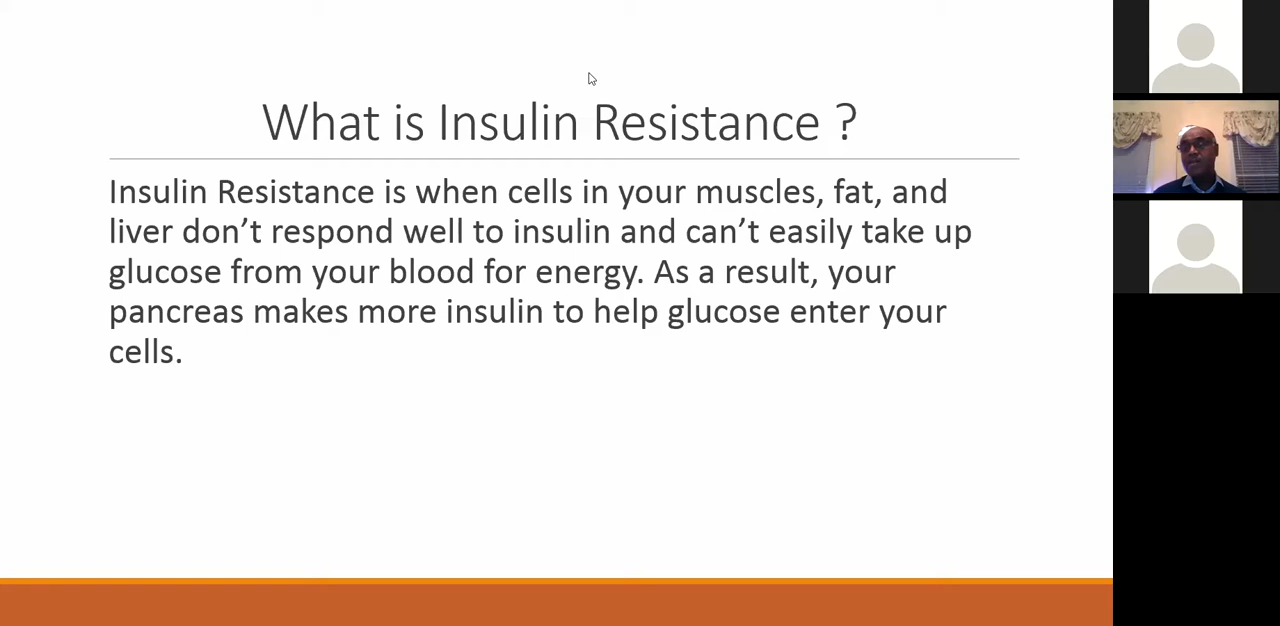 What is Insulin Resistance ?
Insulin Resistance is when cells in your muscles, fat, and
liver don’t respond well to insulin and can’t easily take up
glucose from your blood for energy. As a result, your
pancreas makes more insulin to help glucose enter your
cells.